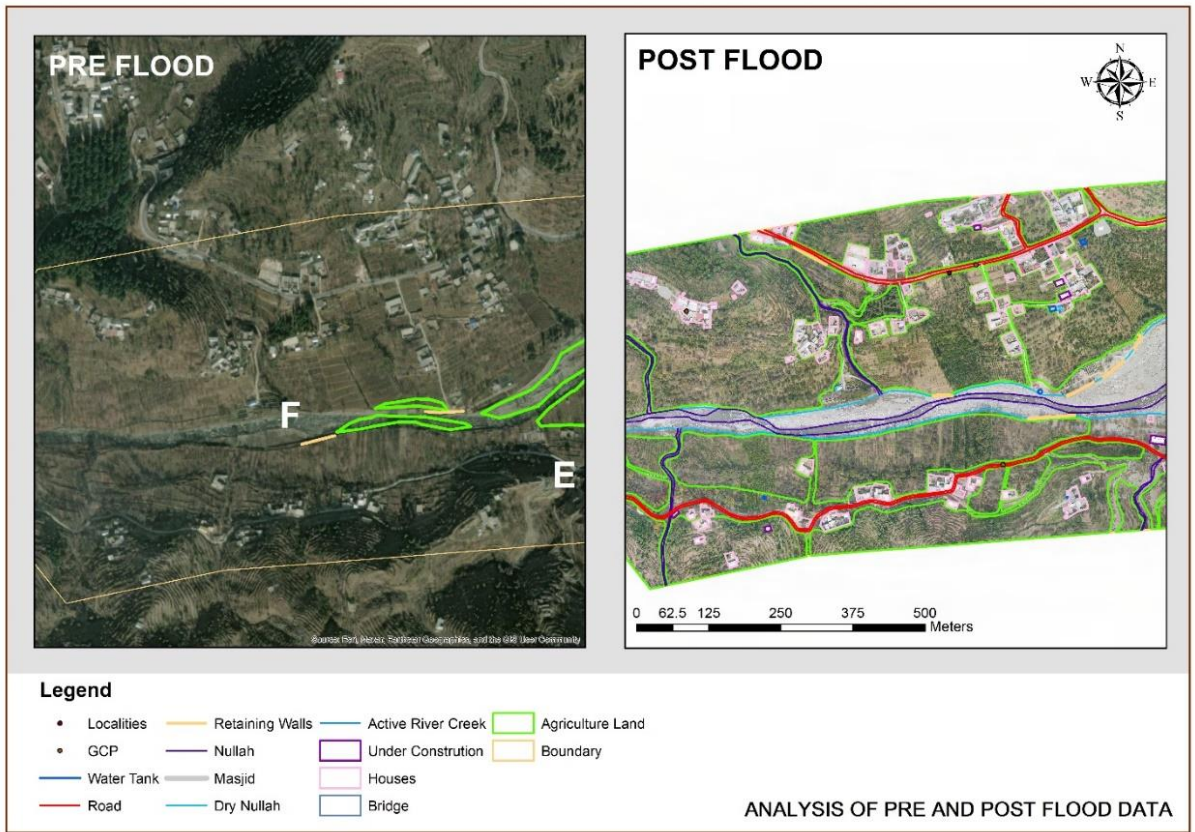 PRE FLOOD
F
E
Source: Esri, Maxar, Earthstar Geographics, and the GIS User Community
POST FLOOD
N
W E
S
0 62.5 125 250 375 500
Meters
Legend
Localities
GCP
Water Tank
Road
Retaining Walls
Nullah
Masjid
Dry Nullah
Active River Creek
Under Constrution
Houses
Bridge
Agriculture Land
Boundary
ANALYSIS OF PRE AND POST FLOOD DATA